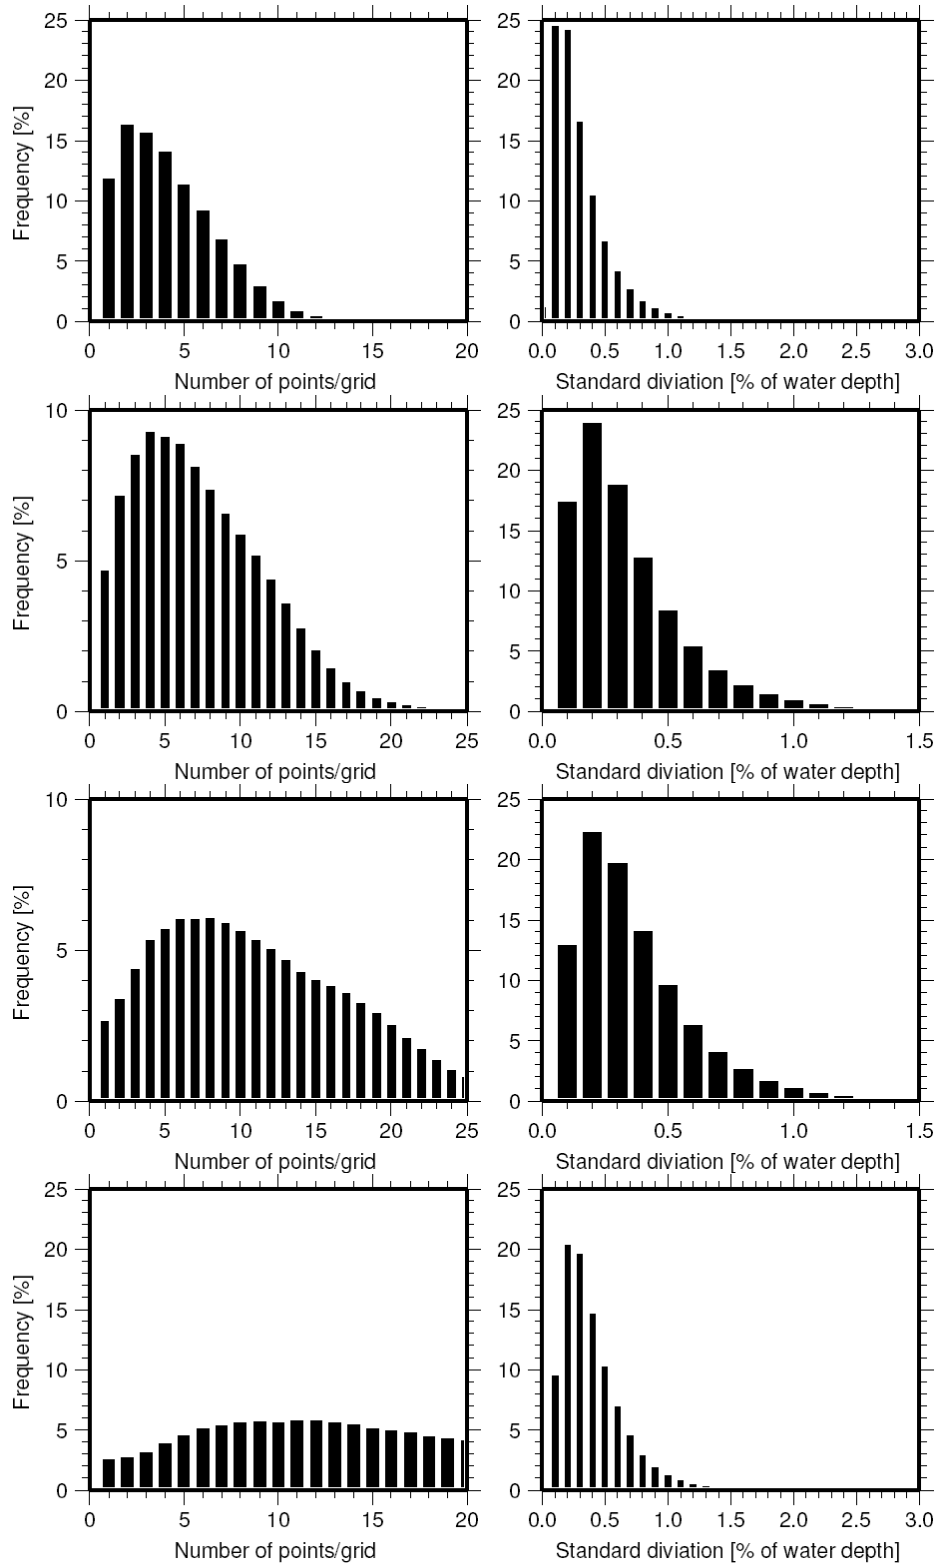 25
20
15
10
5
0
Frequency [%]
0 5 10 15 20
Number of points/grid
25
20
15
10
5
0
0.0 0.5 1.0 1.5 2.0 2.5 3.0
Standard diviation [% of water depth]
10
5
0
Frequency [%]
0 5 10 15 20 25
Number of points/grid
25
20
15
10
5
0
0.0 0.5 1.0 1.5
Standard diviation [% of water depth]
10
5
0
Frequency [%]
0 5 10 15 20 25
Number of points/grid
25
20
15
10
5
0
0.0 0.5 1.0 1.5
Standard diviation [% of water depth]
25
20
15
10
5
0
Frequency [%]
0 5 10 15 20
Number of points/grid
25
20
15
10
5
0
0.0 0.5 1.0 1.5 2.0 2.5 3.0
Standard diviation [% of water depth]